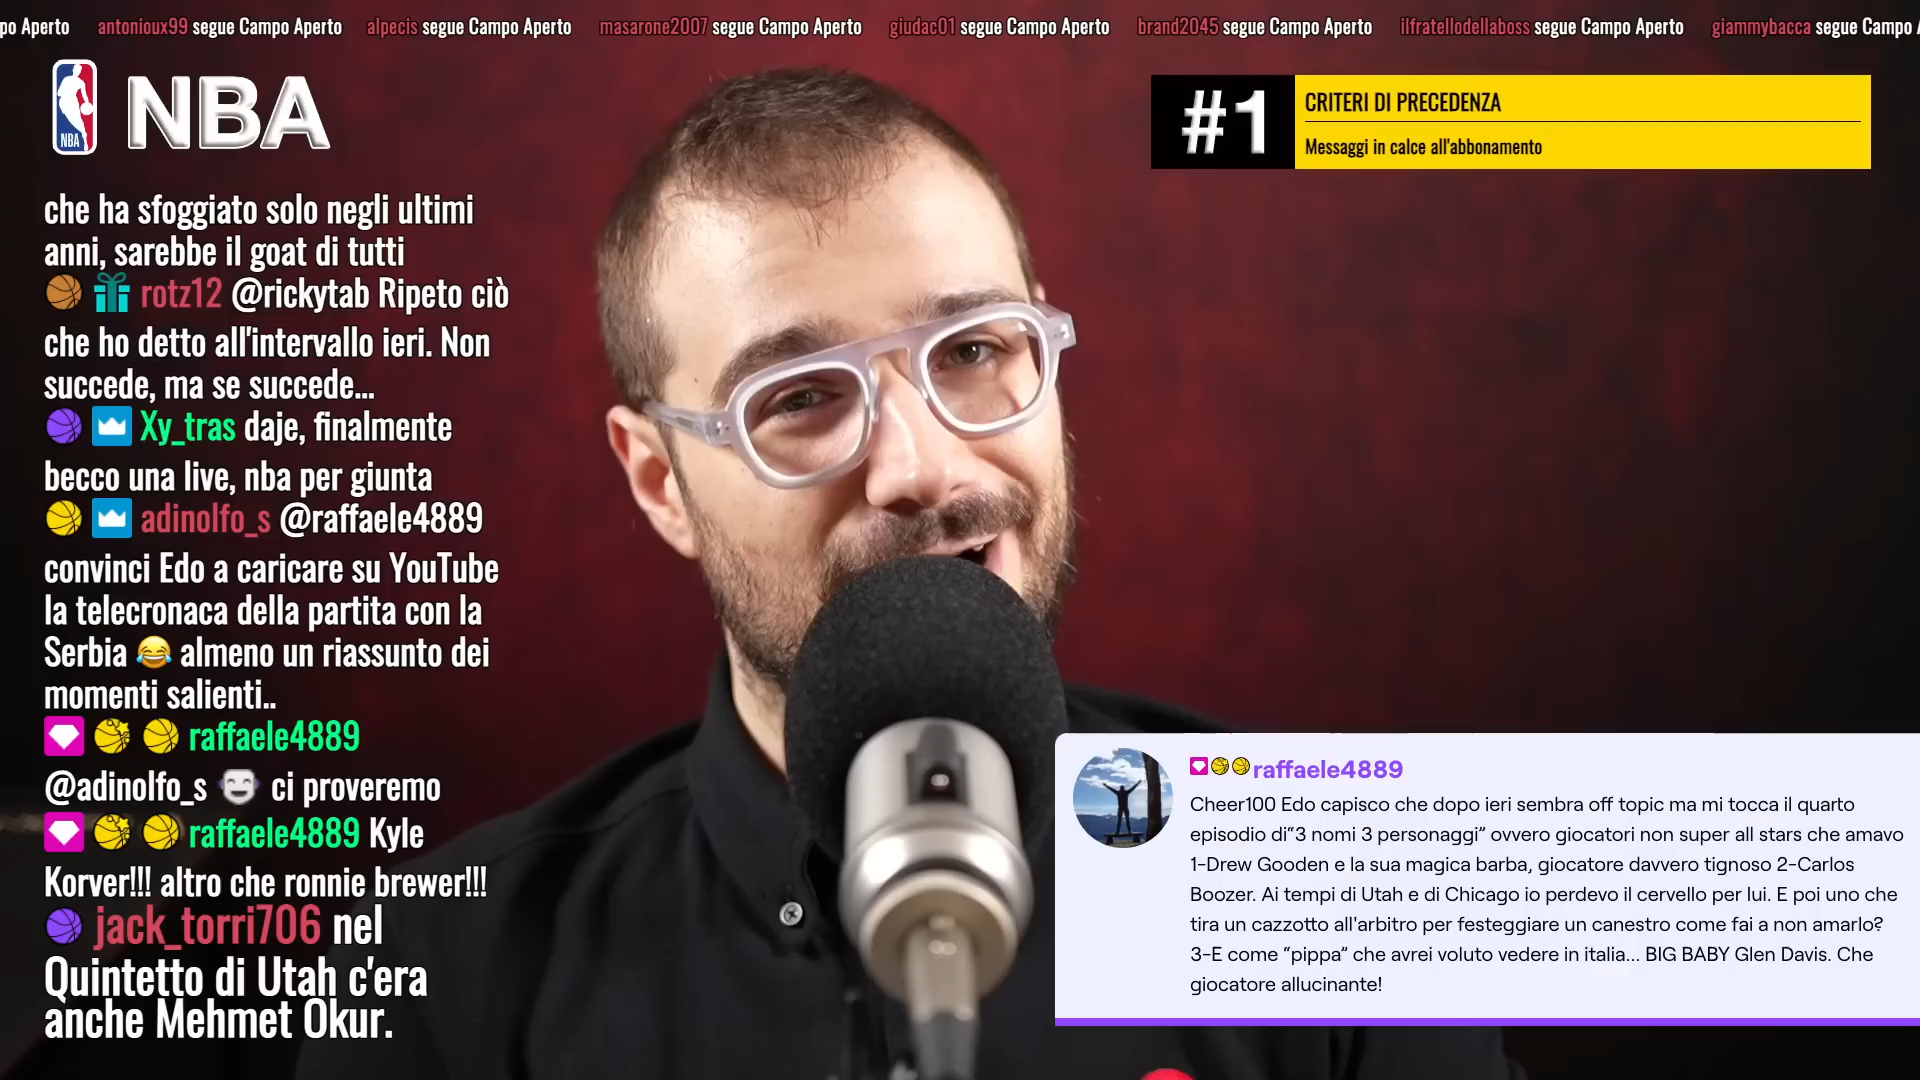 po Aperto antonioux99 segue Campo Aperto alpecis segue Campo Aperto masarone2007 segue Campo Aperto giudac01 segue Campo Aperto brand2045 segue Campo Aperto ilfratellodellaboss segue Campo Aperto giammybacca segue Campo
NBA
NBA
#1
CRITERI DI PRECEDENZA
Messaggi in calce all'abbonamento
che ha sfoggiato solo negli ultimi
anni, sarebbe il goat di tutti
rotz12 @rickytab Ripeto ciò
che ho detto all'intervallo ieri. Non
succede, ma se succede...
Xy_tras daje, finalmente
becco una live, nba per giunta
adinolfo_s @raffaele4889
convinci Edo a caricare su YouTube
la telecronaca della partita con la
Serbia 😂 almeno un riassunto dei
momenti salienti..
raffaele4889
@adinolfo_s ci proveremo
raffaele4889 Kyle
Korver!!! altro che ronnie brewer!!!
jack_torri706 nel
Quintetto di Utah c'era
anche Mehmet Okur.
raffaele4889
Cheer100 Edo capisco che dopo ieri sembra off topic ma mi tocca il quarto
episodio di“3 nomi 3 personaggi” ovvero giocatori non super all stars che amavo
1-Drew Gooden e la sua magica barba, giocatore davvero tignoso 2-Carlos
Boozer. Ai tempi di Utah e di Chicago io perdevo il cervello per lui. E poi uno che
tira un cazzotto all'arbitro per festeggiare un canestro come fai a non amarlo?
3-E come “pippa” che avrei voluto vedere in italia... BIG BABY Glen Davis. Che
giocatore allucinante!